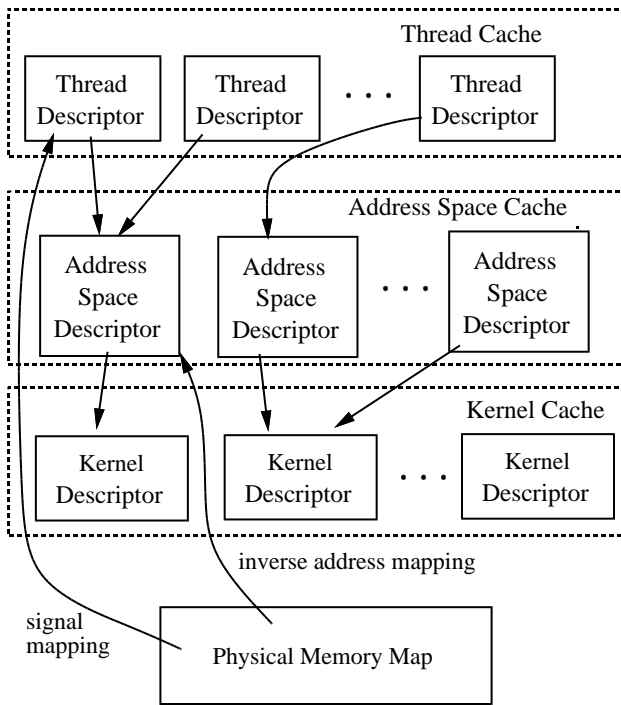 Thread Cache
Thread
Descriptor
Thread
Descriptor
. . .
Thread
Descriptor
Address Space Cache
Address
Space
Descriptor
Address
Space
Descriptor
. . .
Address
Space
Descriptor
Kernel Cache
Kernel
Descriptor
Kernel
Descriptor
. . .
Kernel
Descriptor
inverse address mapping
signal
mapping
Physical Memory Map